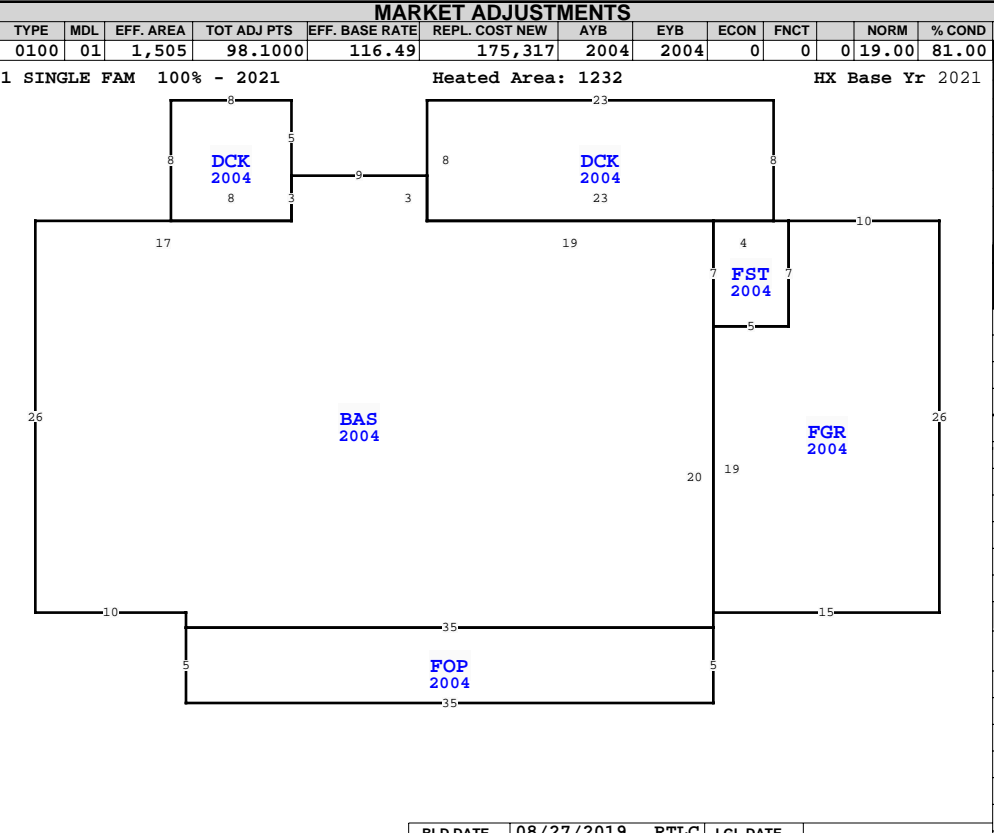 MARKET ADJUSTMENTS
TYPE MDL EFF. AREA TOT ADJ PTS EFF. BASE RATE REPL. COST NEW AYB EYB ECON FNCT NORM % COND
0100 01 1,505 98.1000 116.49 175,317 2004 2004 0 0 0 19.00 81.00
1 SINGLE FAM 100% - 2021 Heated Area: 1232 HX Base Yr 2021
8 23
5
8 DCK 8 DCK 8
2004 9 2004
8 3 3 23
10
17 19 4
7 FST 7
2004
5
26 BAS 26
2004 FGR
2004
20 19
10 15
35
5 FOP 5
2004
35
BLD DATE 08/27/2019 RTLC LGL DATE